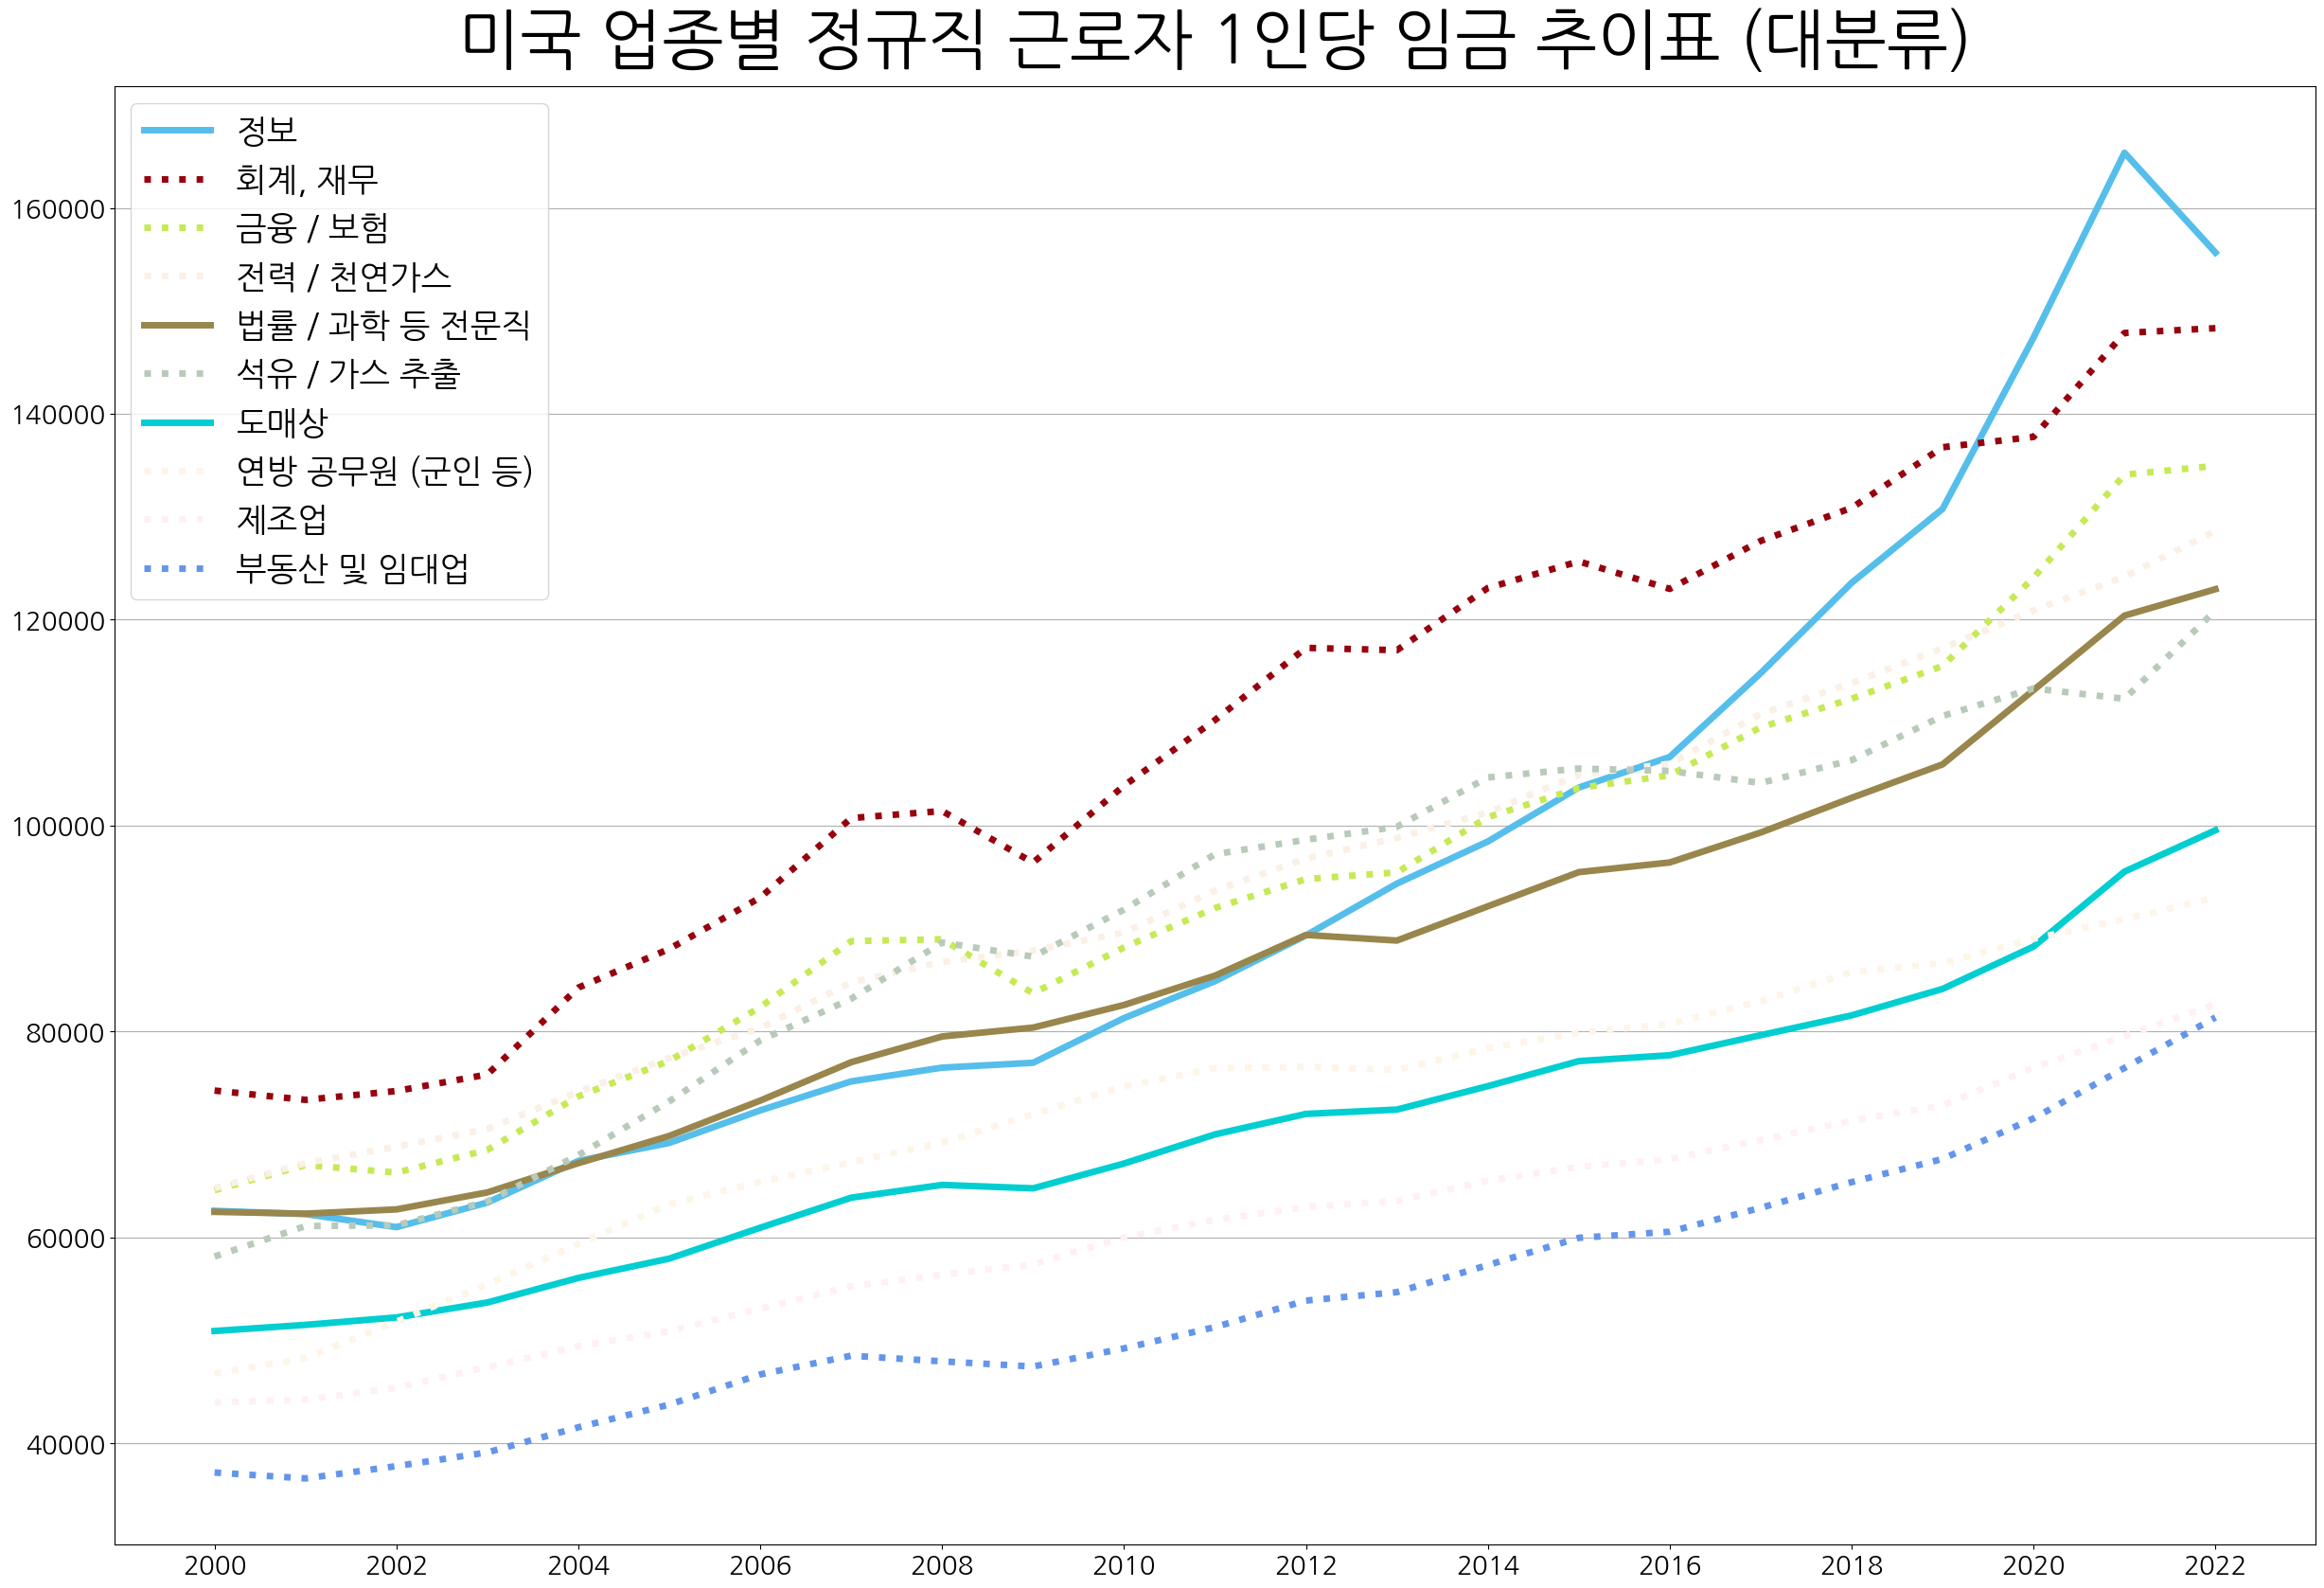 미국 업종별 정규직 근로자 1인당 임금 추이표 (대분류)
정보
회계, 재무
금융 / 보험
전력 / 천연가스
법률 / 과학 등 전문직
석유 / 가스 추출
도매상
연방 공무원 (군인 등)
제조업
부동산 및 임대업
160000
140000
120000
100000
80000
60000
40000
2000 2002 2004 2006 2008 2010 2012 2014 2016 2018 2020 2022